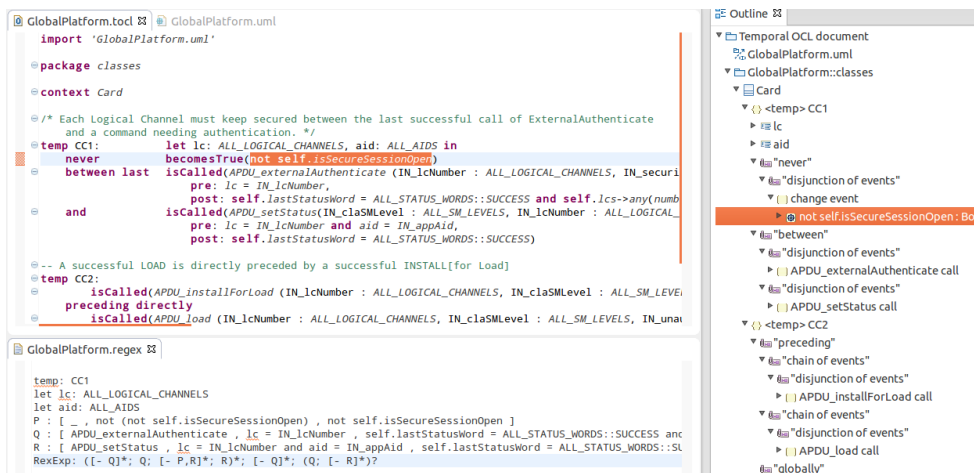 GlobalPlatform.tocl
GlobalPlatform.uml
import 'GlobalPlatform.uml'
package classes
context Card
/* Each Logical Channel must keep secured between the last successful call of ExternalAuthenticate
and a command needing authentication. */
temp CC1: let lc: ALL_LOGICAL_CHANNELS, aid: ALL_AIDS in
never becomesTrue(not self.isSecureSessionOpen)
between last isCalled(APDU_externalAuthenticate (IN_lcNumber : ALL_LOGICAL_CHANNELS, IN_securi
pre: lc = IN_lcNumber,
post: self.lastStatusWord = ALL_STATUS_WORDS::SUCCESS and self.lcs->any(numb
and isCalled(APDU_setStatus(IN_claSMLevel : ALL_SM_LEVELS, IN_lcNumber : ALL_LOGICAL_
pre: lc = IN_lcNumber and aid = IN_appAid,
post: self.lastStatusWord = ALL_STATUS_WORDS::SUCCESS)
-- A successful LOAD is directly preceded by a successful INSTALL[for Load]
temp CC2:
isCalled(APDU_installForLoad (IN_lcNumber : ALL_LOGICAL_CHANNELS, IN_claSMLevel : ALL_SM_LEVE
preceding directly
isCalled(APDU_load (IN_lcNumber : ALL_LOGICAL_CHANNELS, IN_claSMLevel : ALL_SM_LEVELS, IN_unau
GlobalPlatform.regex
temp: CC1
let lc: ALL_LOGICAL_CHANNELS
let aid: ALL_AIDS
P : [ _ , not (not self.isSecureSessionOpen) , not self.isSecureSessionOpen ]
Q : [ APDU_externalAuthenticate , lc = IN_lcNumber , self.lastStatusWord = ALL_STATUS_WORDS::SUCCESS and
R : [ APDU_setStatus , lc = IN_lcNumber and aid = IN_appAid , self.lastStatusWord = ALL_STATUS_WORDS::SU
RexExp: ([- Q]*; Q; [- P,R]*; R)*; [- Q]*; (Q; [- R]*)?
Outline
Temporal OCL document
GlobalPlatform.uml
GlobalPlatform::classes
Card
<temp> CC1
lc
aid
"never"
"disjunction of events"
change event
not self.isSecureSessionOpen : Bo
"between"
"disjunction of events"
APDU_externalAuthenticate call
"disjunction of events"
APDU_setStatus call
<temp> CC2
"preceding"
"chain of events"
"disjunction of events"
APDU_installForLoad call
"chain of events"
"disjunction of events"
APDU_load call
"globally"